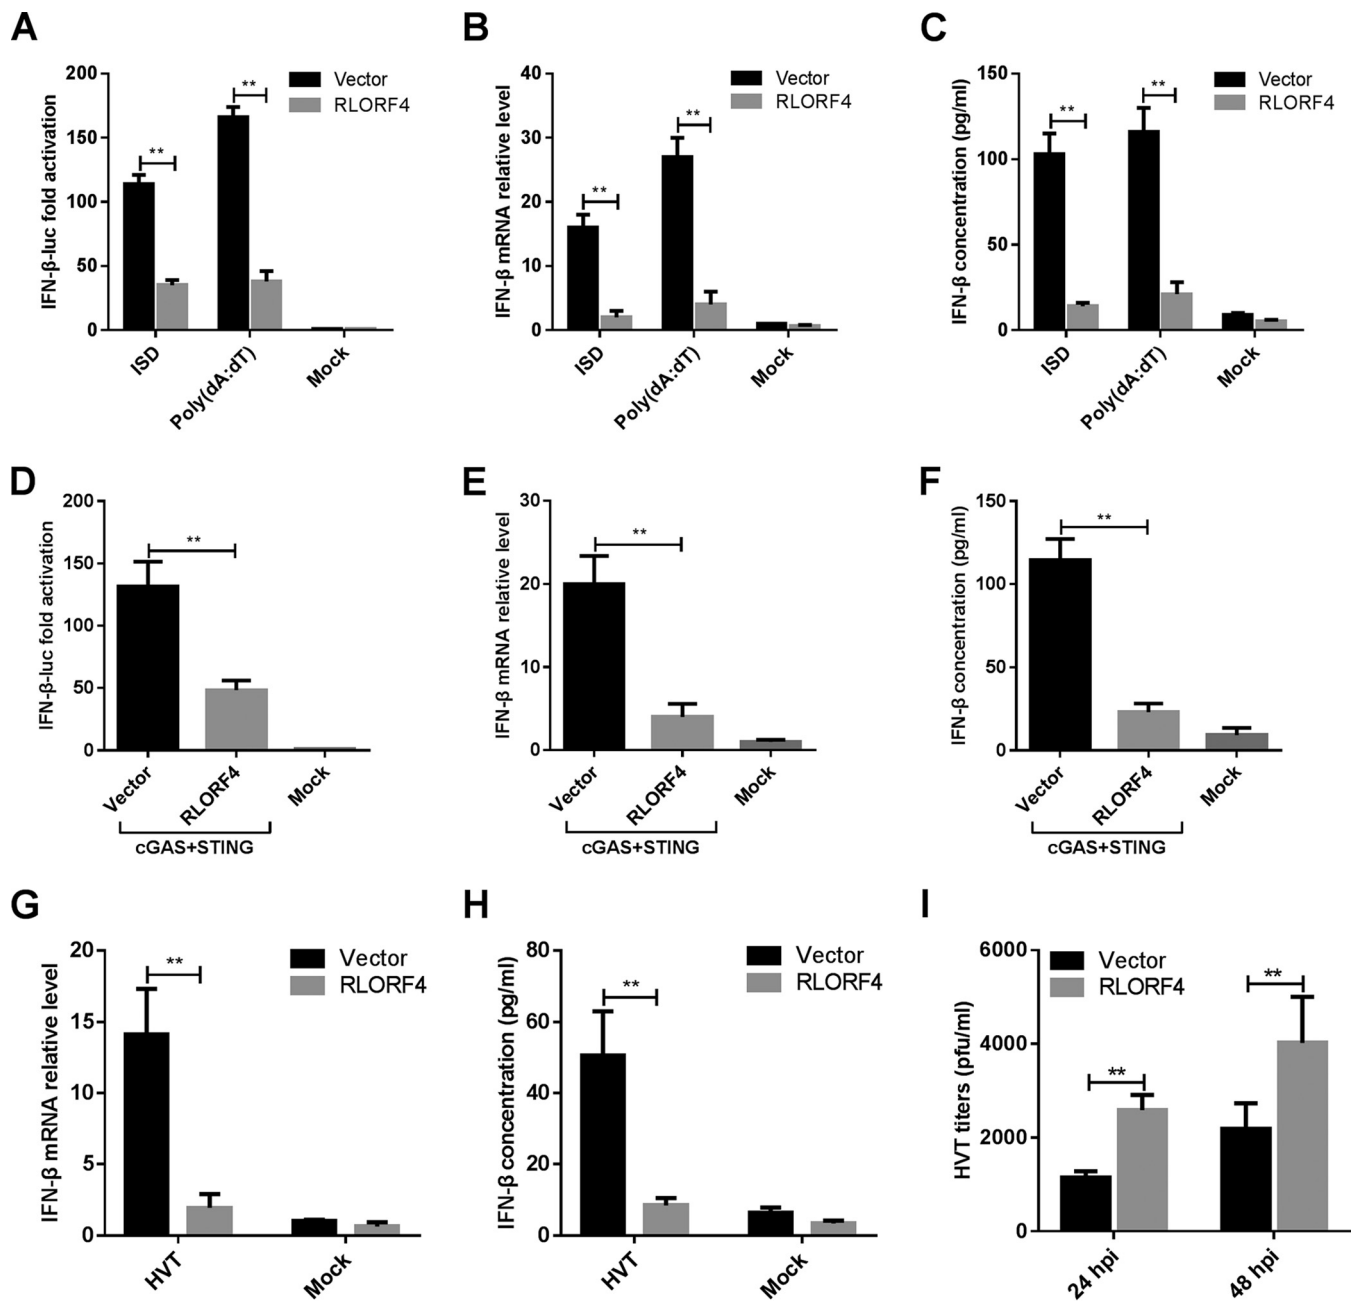 A
IFN-β-luc fold activation
200
150
100
50
0
**
**
Vector
RLORF4
ISD
Poly(dA:dT)
Mock
B
IFN-β mRNA relative level
40
30
20
10
0
**
**
Vector
RLORF4
ISD
Poly(dA:dT)
Mock
C
IFN-β concentration (pg/ml)
150
100
50
0
**
**
Vector
RLORF4
ISD
Poly(dA:dT)
Mock
D
IFN-β-luc fold activation
200
150
100
50
0
**
Vector
RLORF4
Mock
cGAS+STING
E
IFN-β mRNA relative level
30
20
10
0
**
Vector
RLORF4
Mock
cGAS+STING
F
IFN-β concentration (pg/ml)
150
100
50
0
**
Vector
RLORF4
Mock
cGAS+STING
G
IFN-β mRNA relative level
20
15
10
5
0
**
Vector
RLORF4
HVT
Mock
H
IFN-β concentration (pg/ml)
80
60
40
20
0
**
Vector
RLORF4
HVT
Mock
I
HVT titers (pfu/ml)
6000
4000
2000
0
**
**
Vector
RLORF4
24 hpi
48 hpi